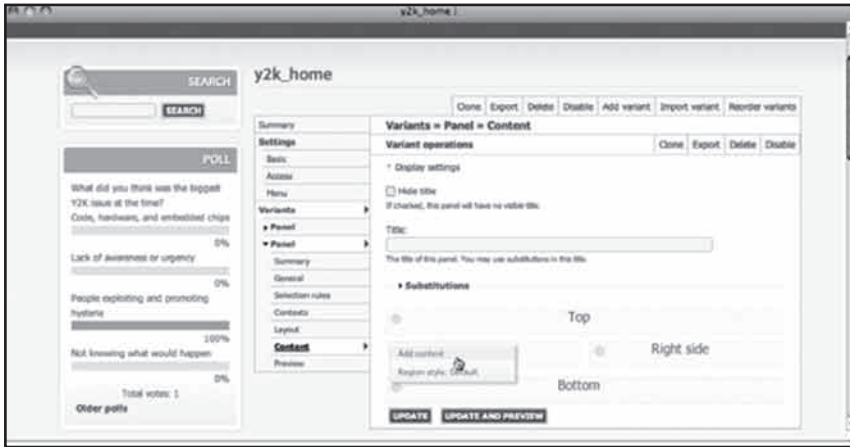 y2k_home |
SEARCH
SEARCH
POLL
What did you think was the biggest
Y2K issue at the time?
Code, hardware, and embedded chips
0%
Lack of awareness or urgency
0%
People exploiting and promoting
hysteria
100%
Not knowing what would happen
0%
Total votes: 1
Older polls
y2k_home
Clone Export Delete Disable Add variant Import variant Reorder variants
Summary
Settings
Basic
Access
Menu
Variants
Panel
Panel
Summary
General
Selection rules
Contexts
Layout
Content
Preview
Variants » Panel » Content
Variant operations
Clone Export Delete Disable
Display settings
Hide title
If checked, this panel will have no visible title.
Title:
The title of this panel. You may use substitutions in this title.
Substitutions
Top
Add content
Region style: Default
Right side
Bottom
UPDATE UPDATE AND PREVIEW